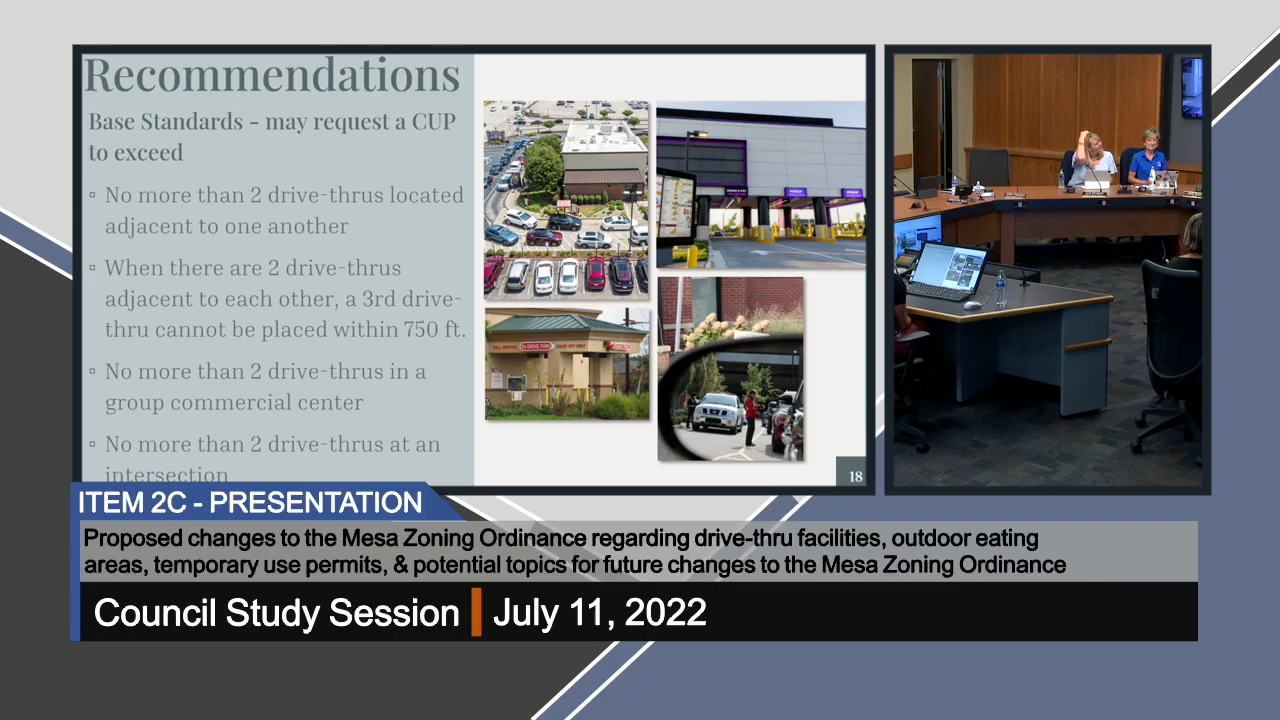 Recommendations
Base Standards - may request a CUP
to exceed
▫ No more than 2 drive-thrus located
adjacent to one another
▫ When there are 2 drive-thrus
adjacent to each other, a 3rd drive-
thru cannot be placed within 750 ft.
▫ No more than 2 drive-thrus in a
group commercial center
▫ No more than 2 drive-thrus at an
intersection
18
ITEM 2C - PRESENTATION
Proposed changes to the Mesa Zoning Ordinance regarding drive-thru facilities, outdoor eating
areas, temporary use permits, & potential topics for future changes to the Mesa Zoning Ordinance
Council Study Session
July 11, 2022